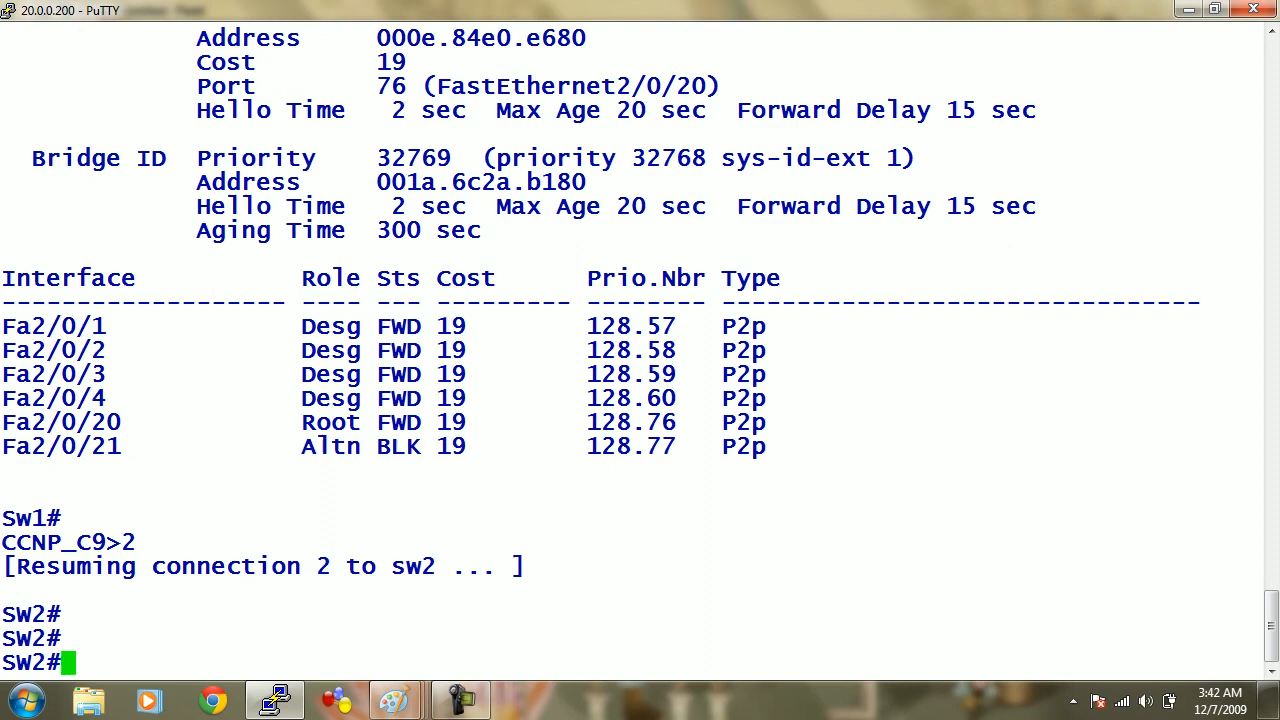 20.0.0.200 - PuTTY
Address 000e.84e0.e680
Cost 19
Port 76 (FastEthernet2/0/20)
Hello Time 2 sec Max Age 20 sec Forward Delay 15 sec
Bridge ID Priority 32769 (priority 32768 sys-id-ext 1)
Address 001a.6c2a.b180
Hello Time 2 sec Max Age 20 sec Forward Delay 15 sec
Aging Time 300 sec
Interface Role Sts Cost Prio.Nbr Type
------------------- ---- --- --------- -------- --------------------------------
Fa2/0/1 Desg FWD 19 128.57 P2p
Fa2/0/2 Desg FWD 19 128.58 P2p
Fa2/0/3 Desg FWD 19 128.59 P2p
Fa2/0/4 Desg FWD 19 128.60 P2p
Fa2/0/20 Root FWD 19 128.76 P2p
Fa2/0/21 Altn BLK 19 128.77 P2p
Sw1#
CCNP_C9>2
[Resuming connection 2 to sw2 ... ]
SW2#
SW2#
SW2#
3:42 AM
12/7/2009